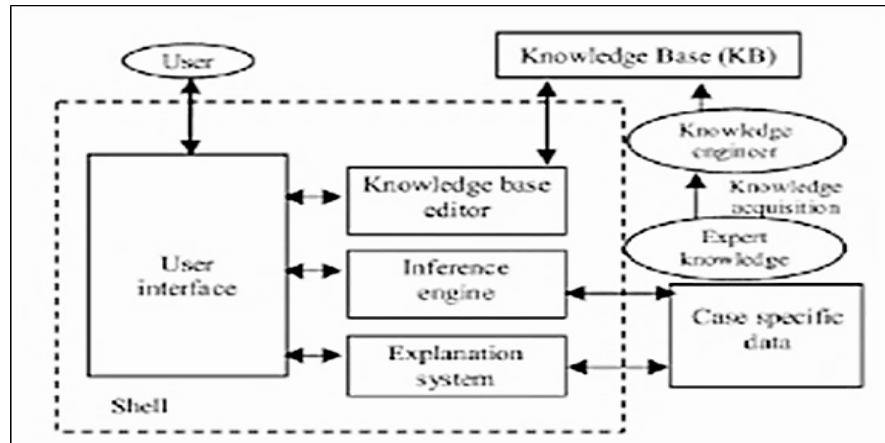 User
Knowledge Base (KB)
Knowledge
engineer
Knowledge base
editor
Knowledge
acquisition
User
interface
Inference
engine
Expert
knowledge
Case specific
data
Explanation
system
Shell